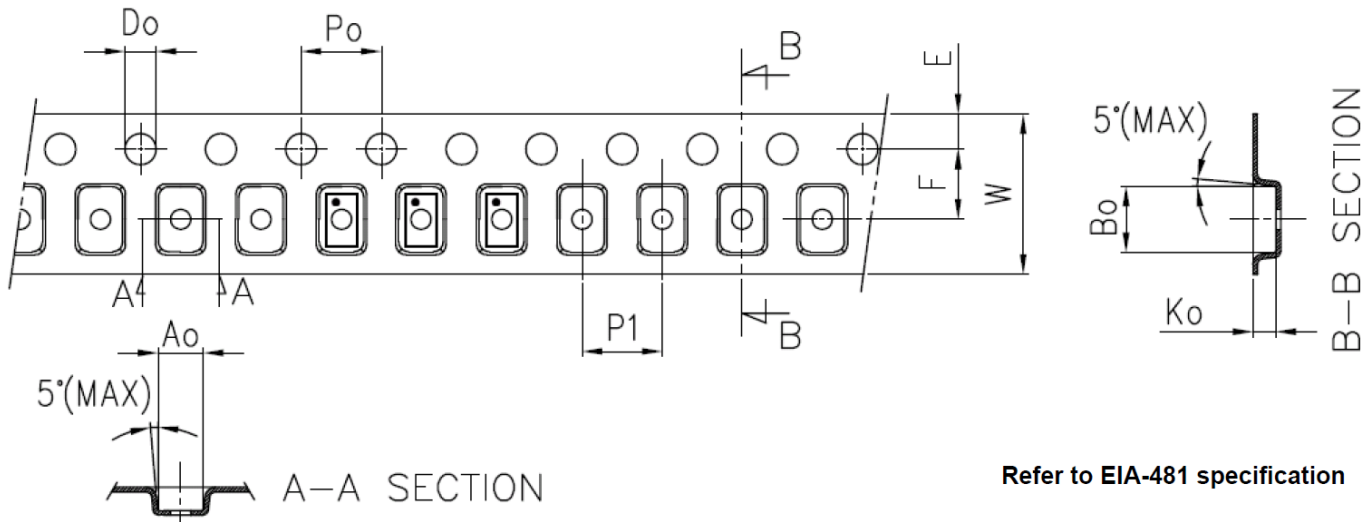 Do
Po
B
E
5°(MAX)
F
W
Bo
B-B SECTION
A
A
P1
B
Ko
Ao
5°(MAX)
A-A SECTION
Refer to EIA-481 specification